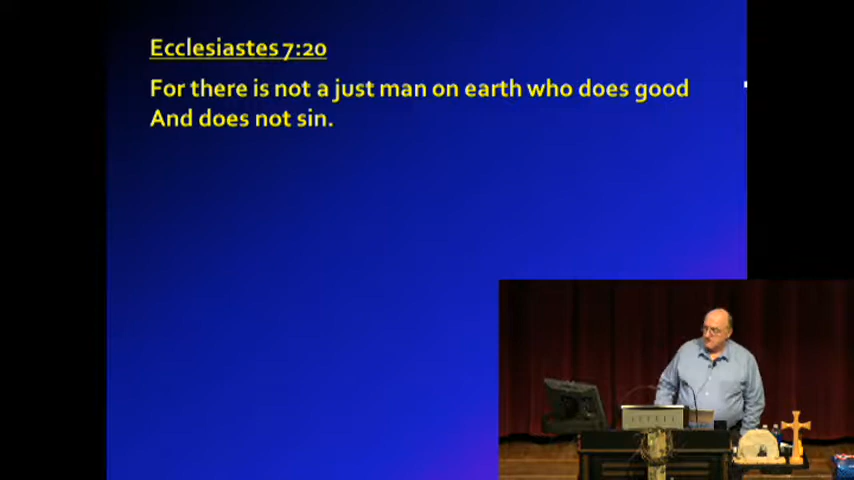 Ecclesiastes 7:20
For there is not a just man on earth who does good
And does not sin.